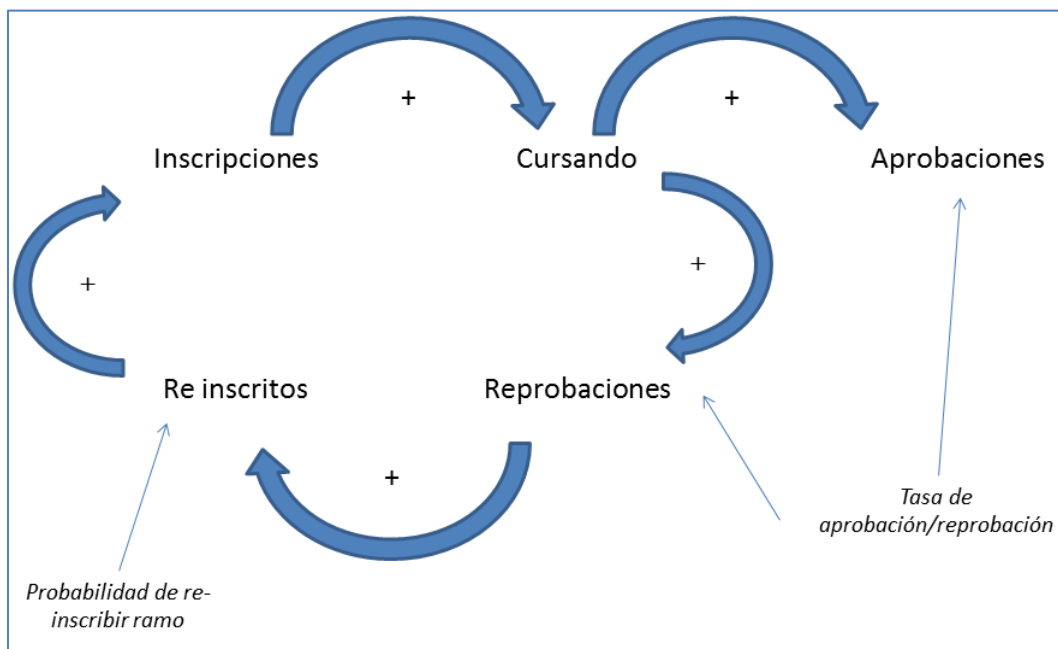 +
+
Inscripciones
Cursando
Aprobaciones
+
+
Re inscritos
Reprobaciones
+
Tasa de
aprobación/reprobación
Probabilidad de re-
inscribir ramo